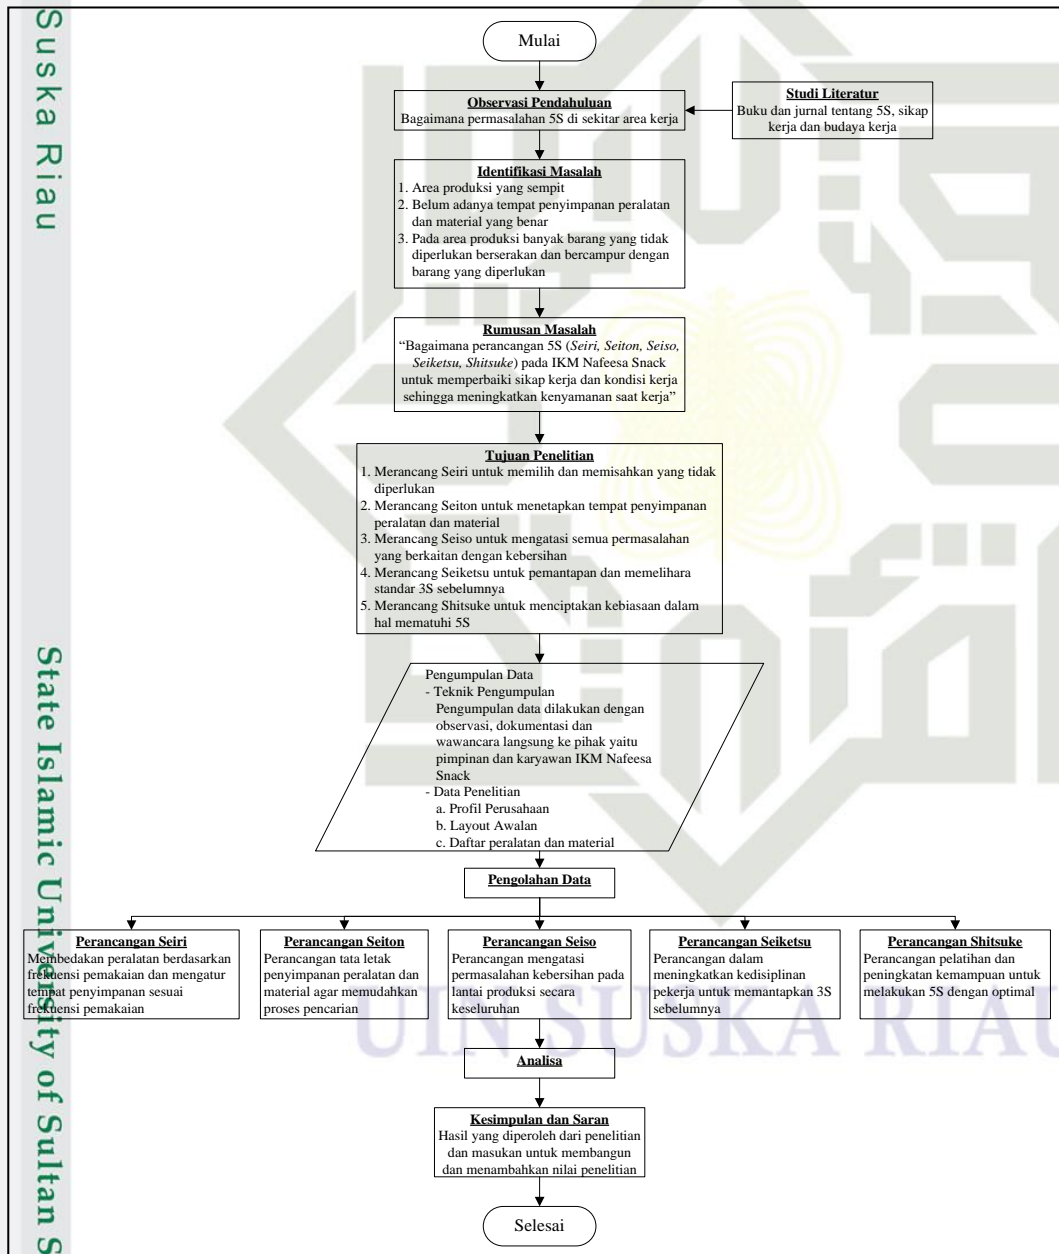 Suska Riau
State Islamic University of Sultan S
Mulai
Observasi Pendahuluan
Bagaimana permasalahan 5S di sekitar area kerja
Studi Literatur
Buku dan jurnal tentang 5S, sikap
kerja dan budaya kerja
Identifikasi Masalah
1. Area produksi yang sempit
2. Belum adanya tempat penyimpanan peralatan
dan material yang benar
3. Pada area produksi banyak barang yang tidak
diperlukan berserakan dan bercampur dengan
barang yang diperlukan
Rumusan Masalah
“Bagaimana perancangan 5S (Seiri, Seiton, Seiso,
Seiketsu, Shitsuke) pada IKM Nafeesa Snack
untuk memperbaiki sikap kerja dan kondisi kerja
sehingga meningkatkan kenyamanan saat kerja”
Tujuan Penelitian
1. Merancang Seiri untuk memilih dan memisahkan yang tidak
diperlukan
2. Merancang Seiton untuk menetapkan tempat penyimpanan
peralatan dan material
3. Merancang Seiso untuk mengatasi semua permasalahan
yang berkaitan dengan kebersihan
4. Merancang Seiketsu untuk pemantapan dan memelihara
standar 3S sebelumnya
5. Merancang Shitsuke untuk menciptakan kebiasaan dalam
hal mematuhi 5S
Pengumpulan Data
- Teknik Pengumpulan
Pengumpulan data dilakukan dengan
observasi, dokumentasi dan
wawancara langsung ke pihak yaitu
pimpinan dan karyawan IKM Nafeesa
Snack
- Data Penelitian
a. Profil Perusahaan
b. Layout Awalan
c. Daftar peralatan dan material
Pengolahan Data
Perancangan Seiri
Membedakan peralatan berdasarkan
frekuensi pemakaian dan mengatur
tempat penyimpanan sesuai
frekuensi pemakaian
Perancangan Seiton
Perancangan tata letak
penyimpanan peralatan dan
material agar memudahkan
proses pencarian
Perancangan Seiso
Perancangan mengatasi
permasalahan kebersihan pada
lantai produksi secara
keseluruhan
Perancangan Seiketsu
Perancangan dalam
meningkatkan kedisiplinan
pekerja untuk memantapkan 3S
sebelumnya
Perancangan Shitsuke
Perancangan pelatihan dan
peningkatan kemampuan untuk
melakukan 5S dengan optimal
UIN SUSKA RIAU
Analisa
Kesimpulan dan Saran
Hasil yang diperoleh dari penelitian
dan masukan untuk membangun
dan menambahkan nilai penelitian
Selesai